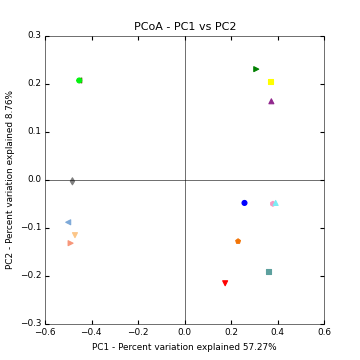 PCoA - PC1 vs PC2
0.3
0.2
0.1
0.0
−0.1
−0.2
−0.3
PC2 - Percent variation explained 8.76%
−0.6 −0.4 −0.2 0.0 0.2 0.4 0.6
PC1 - Percent variation explained 57.27%